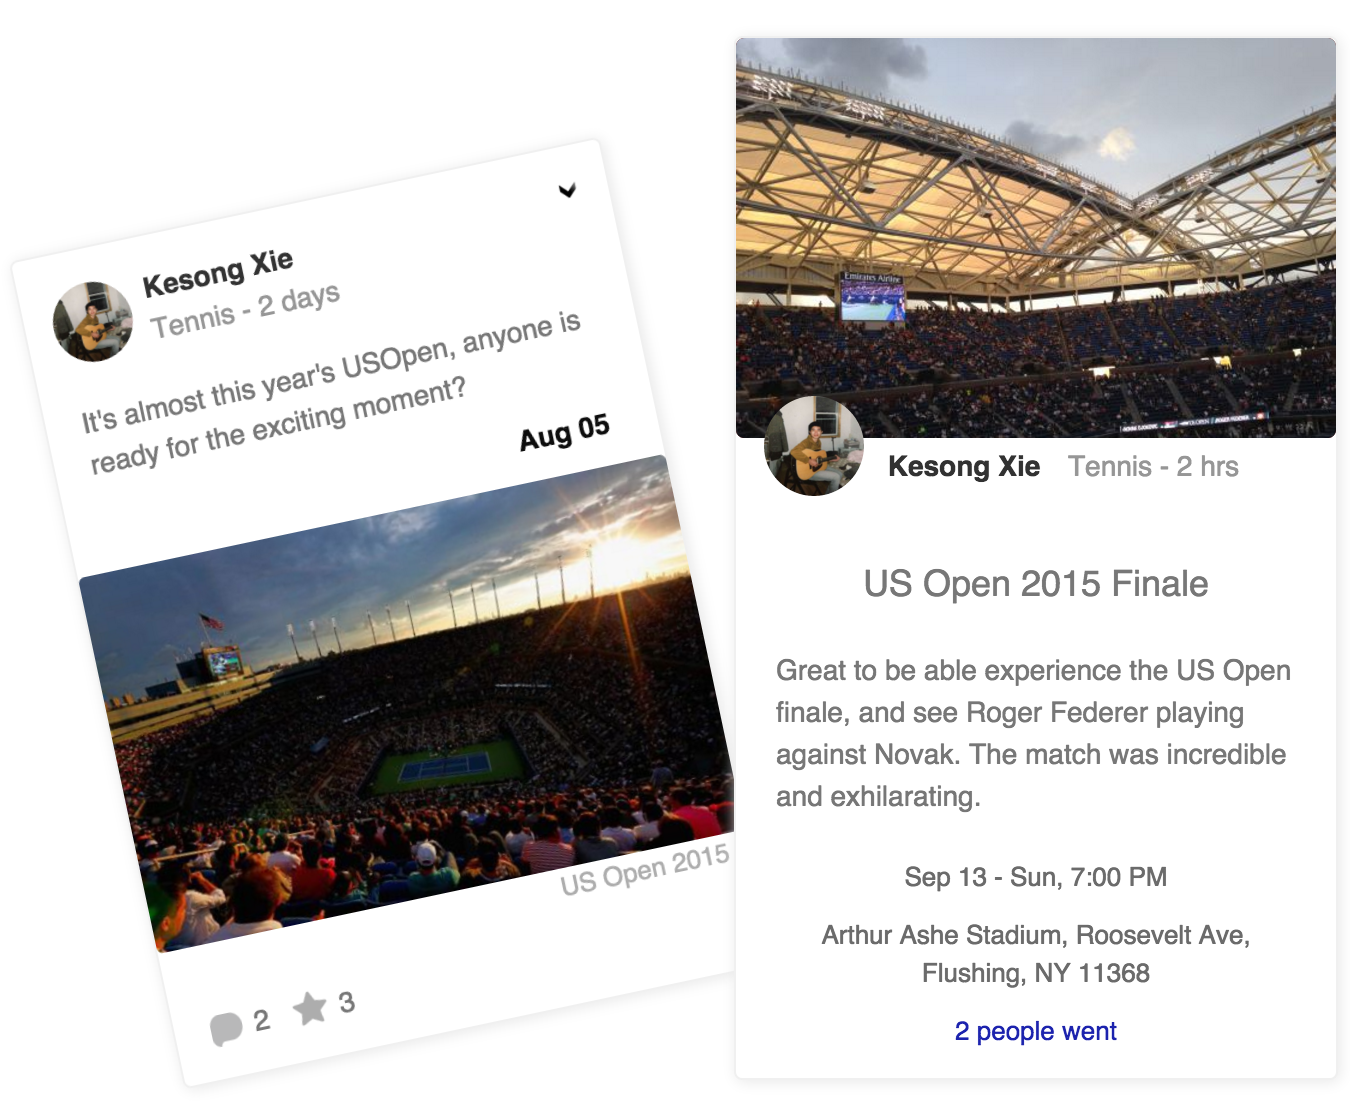 Kesong Xie
Tennis - 2 days
It's almost this year's USOpen, anyone is
ready for the exciting moment?
Aug 05
US Open 2015
2
3
Emirates Airline
Kesong Xie
Tennis - 2 hrs
US Open 2015 Finale
Great to be able experience the US Open
finale, and see Roger Federer playing
against Novak. The match was incredible
and exhilarating.
Sep 13 - Sun, 7:00 PM
Arthur Ashe Stadium, Roosevelt Ave,
Flushing, NY 11368
2 people went